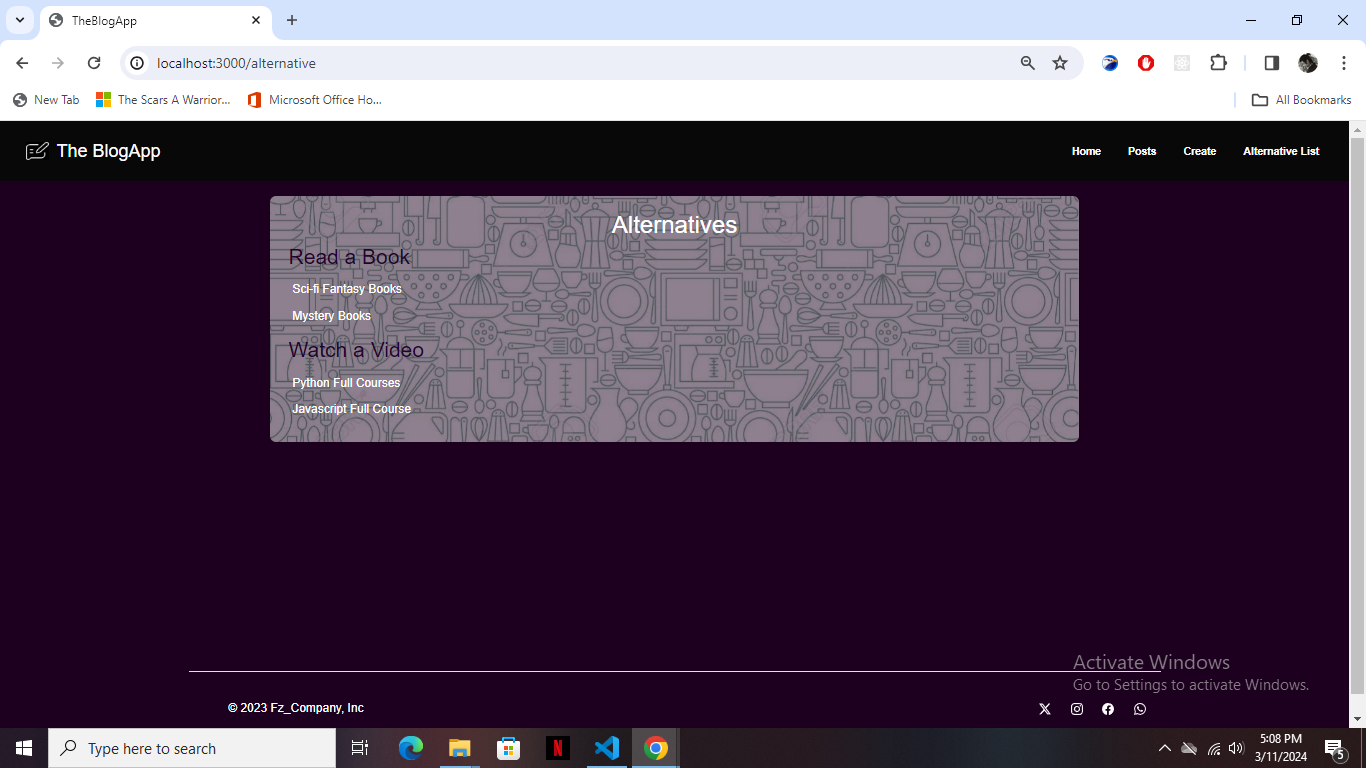 TheBlogApp
localhost:3000/alternative
New Tab
The Scars A Warrior...
Microsoft Office Ho...
All Bookmarks
The BlogApp
Home
Posts
Create
Alternative List
Alternatives
Read a Book
Sci-fi Fantasy Books
Mystery Books
Watch a Video
Python Full Courses
Javascript Full Course
Activate Windows
Go to Settings to activate Windows.
© 2023 Fz_Company, Inc
Type here to search
N
5:08 PM
3/11/2024
5